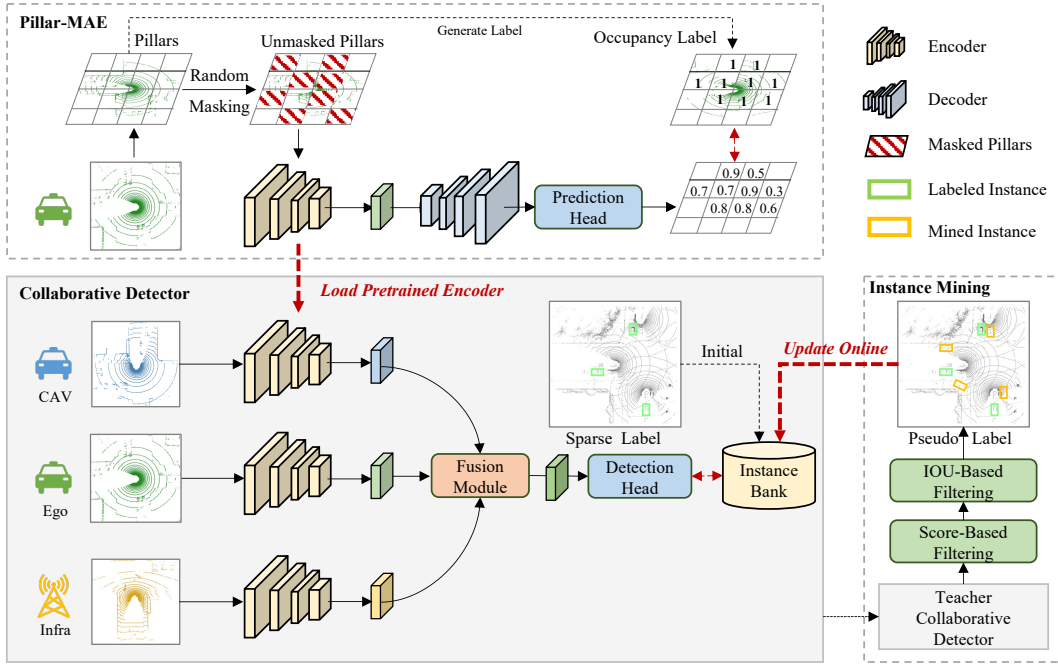 Pillar-MAE
Pillars
Unmasked Pillars
Generate Label
Occupancy Label
Random
Masking
1 1
1 1 1 1
1 1 1
0.9 0.5
0.7 0.7 0.9 0.3
0.8 0.8 0.6
Prediction
Head
Encoder
Decoder
Masked Pillars
Labeled Instance
Mined Instance
Collaborative Detector
Load Pretrained Encoder
CAV
Ego
Infra
Fusion
Module
Sparse Label
Initial
Detection
Head
Instance
Bank
Update Online
Instance Mining
Pseudo Label
IOU-Based
Filtering
Score-Based
Filtering
Teacher
Collaborative
Detector